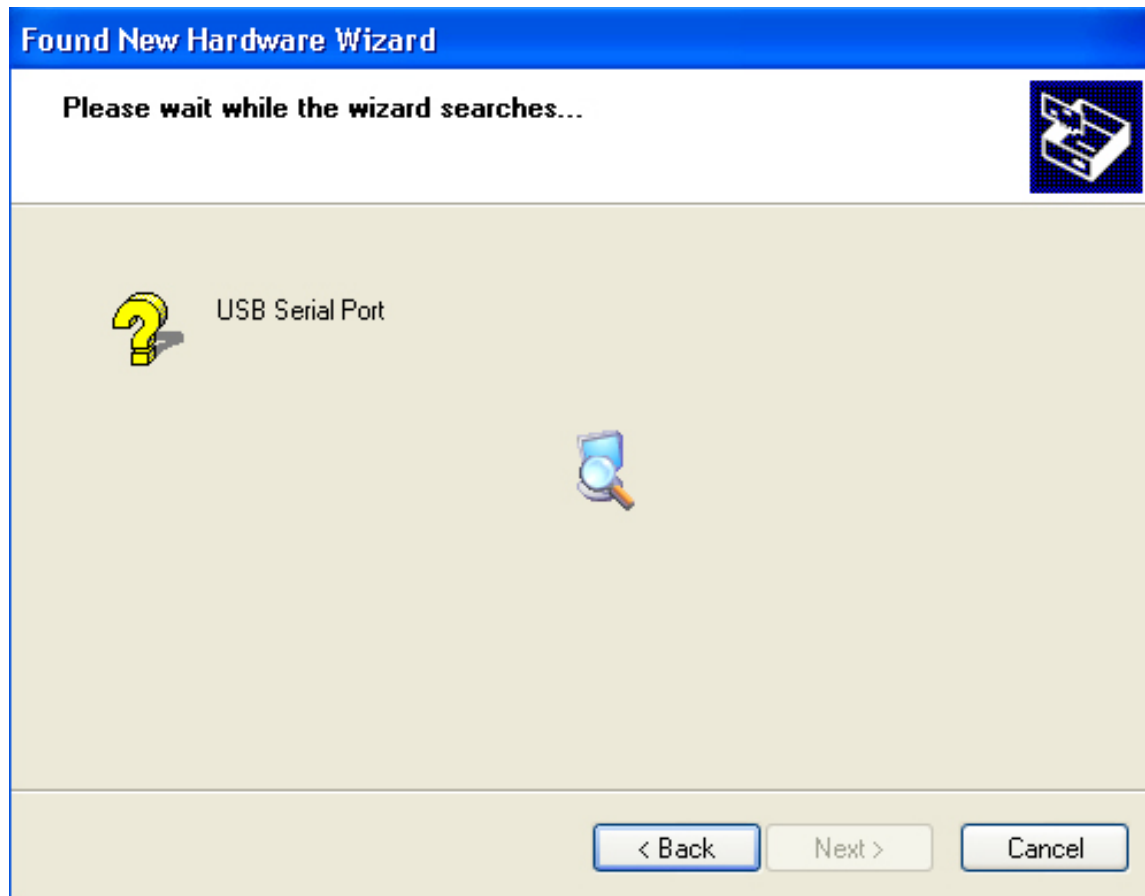 Found New Hardware Wizard
Please wait while the wizard searches...
USB Serial Port
< Back
Next >
Cancel